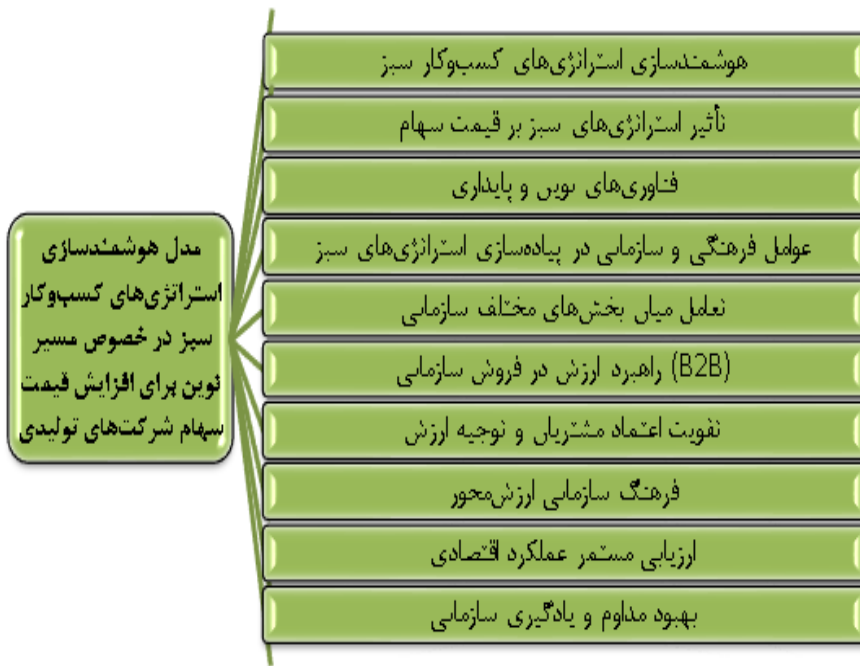 هوشمندسازی استراتژی‌های کسب‌وکار سبز
تأثیر استراتژی‌های سبز بر قیمت سهام
فناوری‌های نوین و پایداری
عوامل فرهنگی و سازمانی در پیاده‌سازی استراتژی‌های سبز
تعامل میان بخش‌های مختلف سازمانی
راهبرد ارزش در فروش سازمانی (B2B)
تقویت اعتماد مشتریان و توجیه ارزش
فرهنگ سازمانی ارزش‌محور
ارزیابی مستمر عملکرد اقتصادی
بهبود مداوم و یادگیری سازمانی
مدل هوشمندسازی
استراتژی‌های کسب‌وکار
سبز در خصوص مسیر
نوین برای افزایش قیمت
سهام شرکت‌های تولیدی